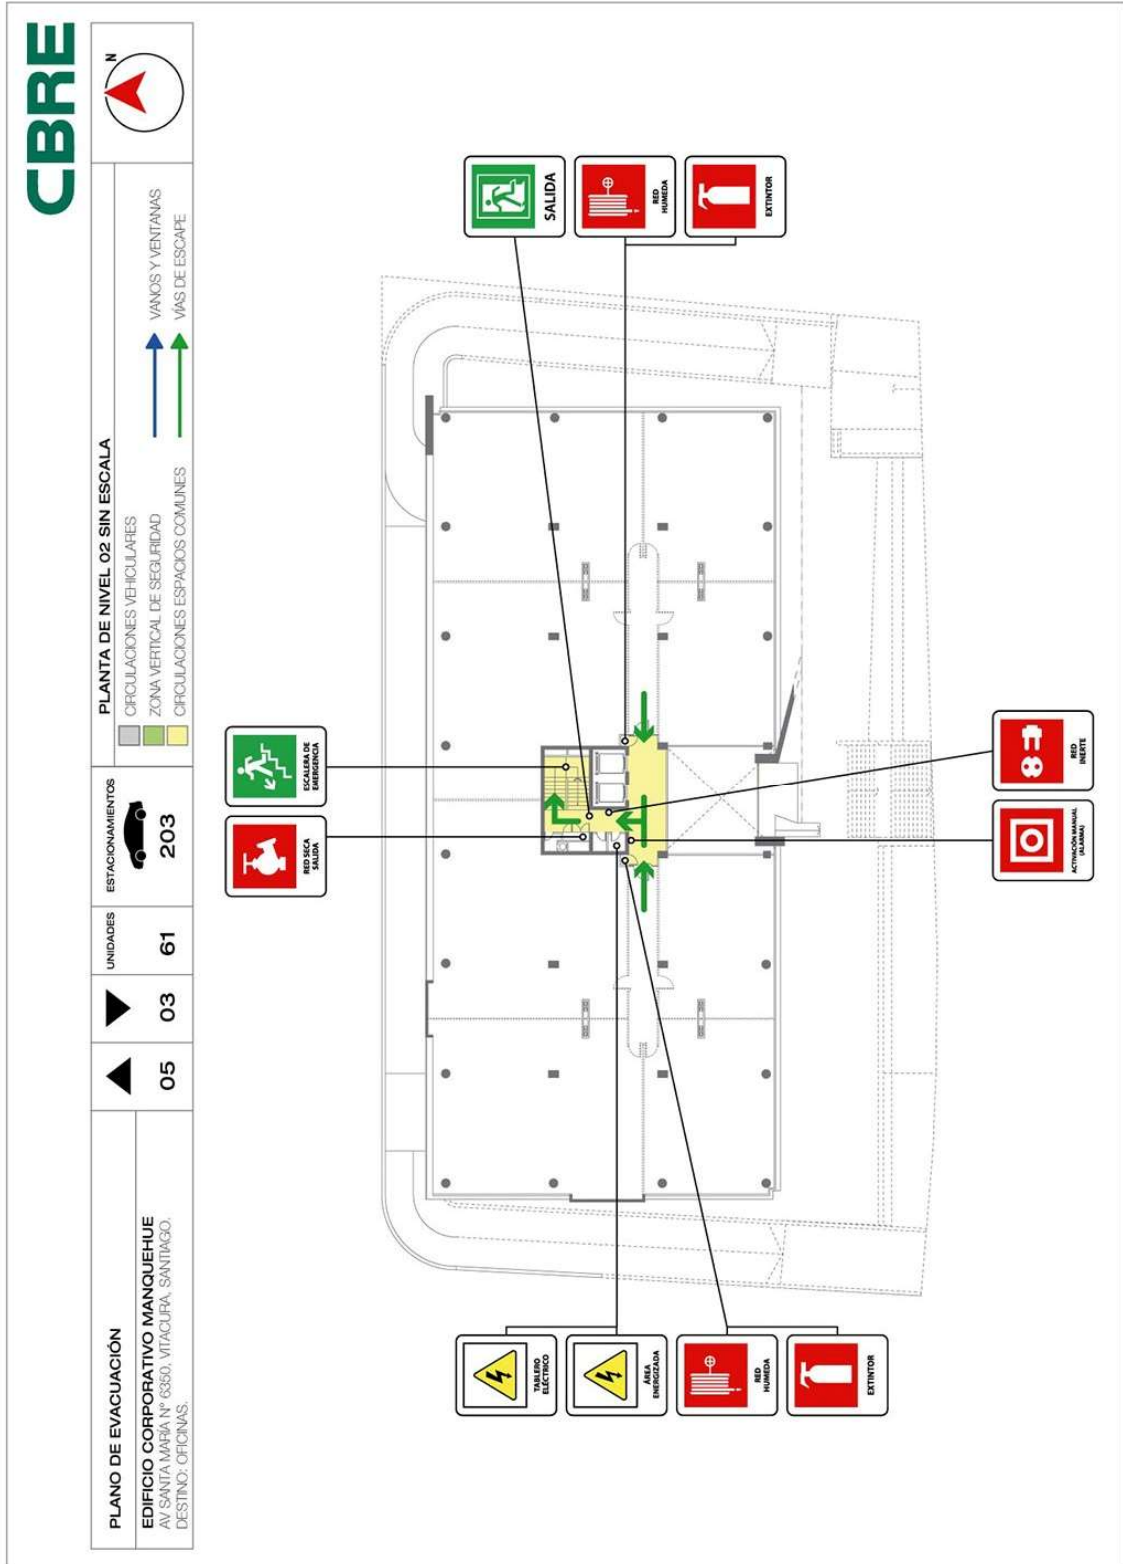 CBRE
PLANO DE EVACUACIÓN
EDIFICIO CORPORATIVO MANQUEHUE
AV SANTA MARÍA Nº 6350, VITACURA, SANTIAGO.
DESTINO: OFICINAS.
05
03
UNIDADES
61
ESTACIONAMIENTOS
203
PLANTA DE NIVEL 02 SIN ESCALA
CIRCULACIONES VEHICULARES
ZONA VERTICAL DE SEGURIDAD
CIRCULACIONES ESPACIOS COMUNES
VANOS Y VENTANAS
VÍAS DE ESCAPE
N
RED SECA
SALIDA
ESCALERA DE
EMERGENCIA
TABLERO
ELÉCTRICO
ÁREA
ENERGIZADA
RED
HUMEDA
EXTINTOR
SALIDA
RED
HUMEDA
EXTINTOR
ACTIVACIÓN MANUAL
(ALARMA)
RED
INERTE